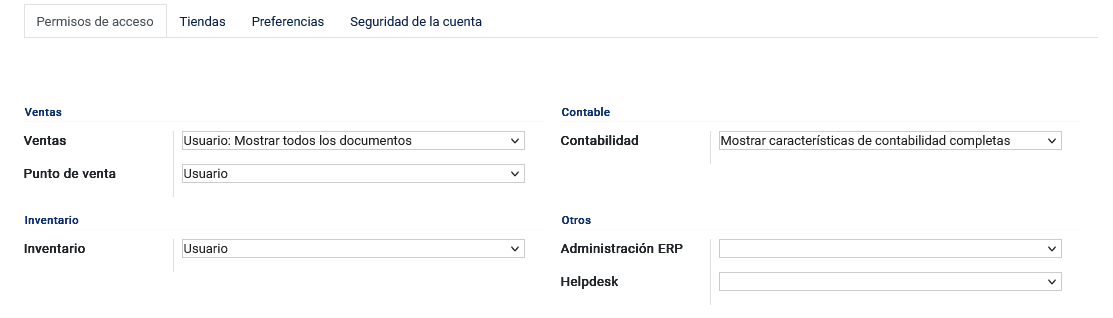 Permisos de acceso Tiendas Preferencias Seguridad de la cuenta
Ventas
Ventas Usuario: Mostrar todos los documentos
Punto de venta Usuario
Contable
Contabilidad Mostrar características de contabilidad completas
Inventario
Inventario Usuario
Otros
Administración ERP
Helpdesk